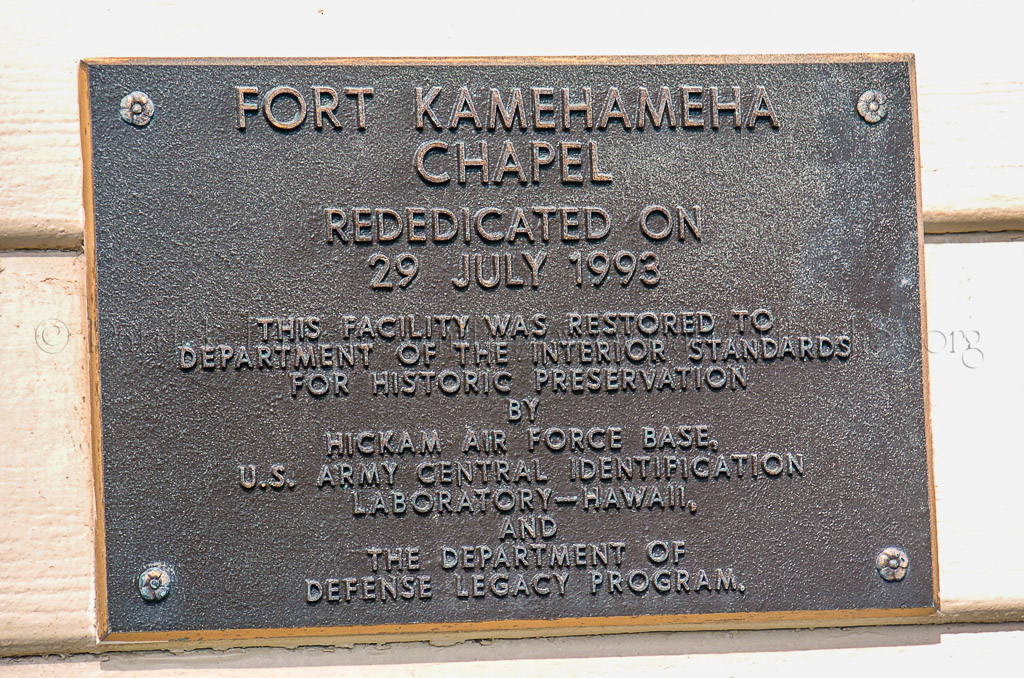 FORT KAMEHAMEHA
CHAPEL
REDEDICATED ON
29 JULY 1993
THIS FACILITY WAS RESTORED TO
DEPARTMENT OF THE INTERIOR STANDARDS
FOR HISTORIC PRESERVATION
BY
HICKAM AIR FORCE BASE,
U.S. ARMY CENTRAL IDENTIFICATION
LABORATORY–HAWAII,
AND
THE DEPARTMENT OF
DEFENSE LEGACY PROGRAM.